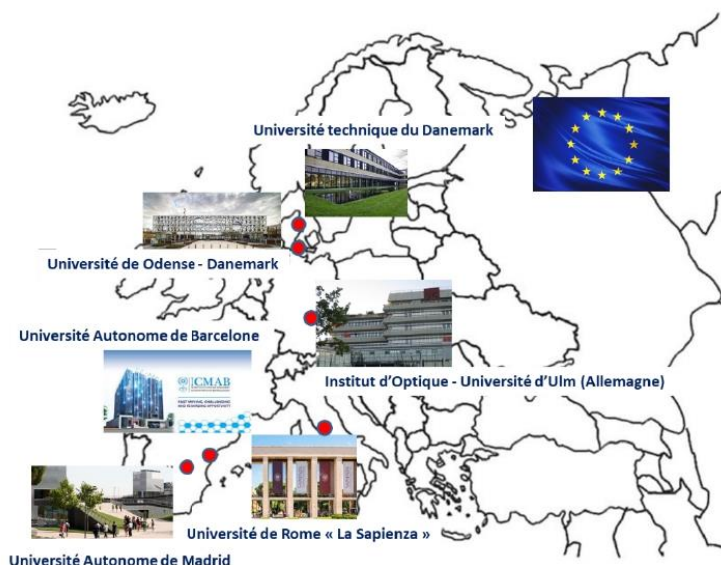 Université technique du Danemark
Université de Odense - Danemark
Université Autonome de Barcelone
CMAB
Institut d'Optique - Université d'Ulm (Allemagne)
Université de Rome « La Sapienza »
Université Autonome de Madrid